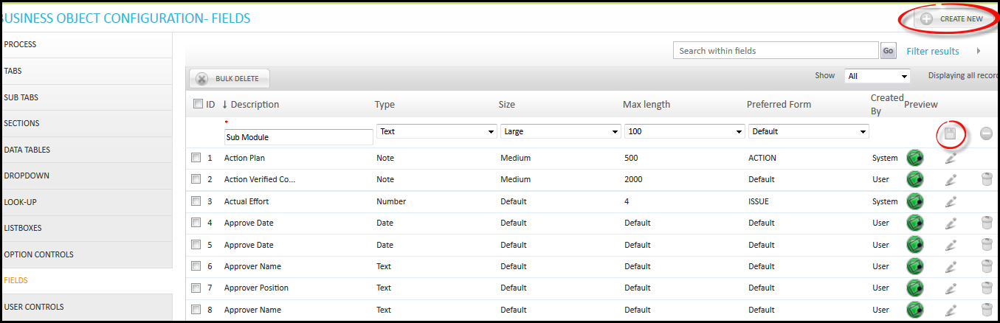 BUSINESS OBJECT CONFIGURATION- FIELDS
CREATE NEW
PROCESS
TABS
SUB TABS
SECTIONS
DATA TABLES
DROPDOWN
LOOK-UP
LISTBOXES
OPTION CONTROLS
FIELDS
USER CONTROLS
Search within fields Go Filter results
BULK DELETE Show All Displaying all recor
ID ↓ Description Type Size Max length Preferred Form Created By Preview
* Sub Module Text Large 100 Default
1 Action Plan Note Medium 500 ACTION System
2 Action Verified Co... Note Medium 2000 Default User
3 Actual Effort Number Default 4 ISSUE System
4 Approve Date Date Default Default Default User
5 Approve Date Date Default Default Default User
6 Approver Name Text Default Default Default User
7 Approver Position Text Default Default Default User
8 Approver Name Text Default Default Default User